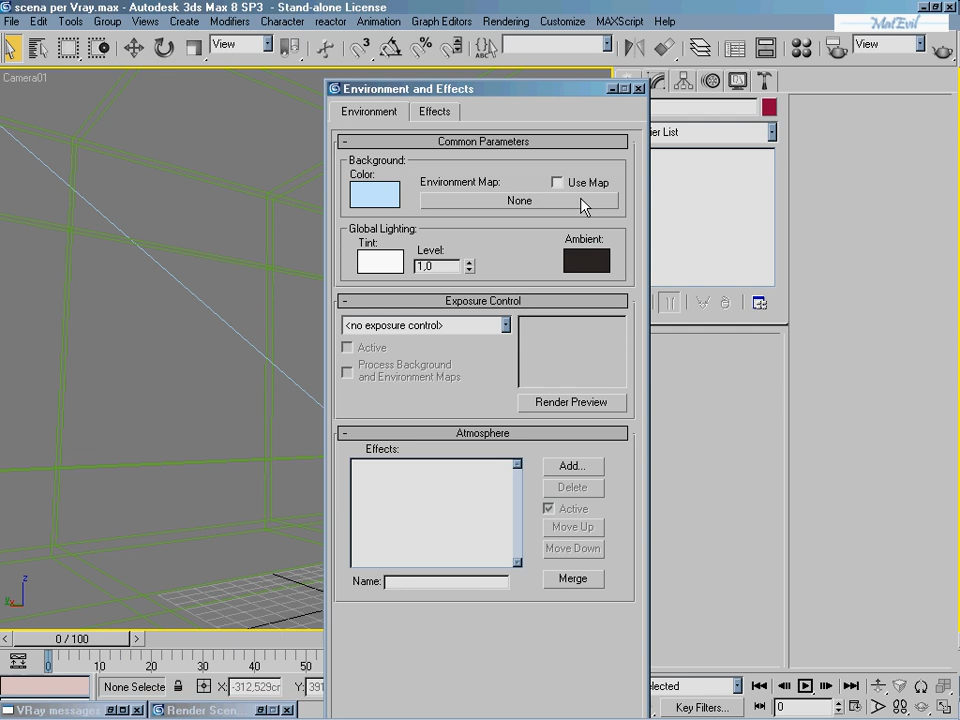 scena per Vray.max - Autodesk 3ds Max 8 SP3 - Stand-alone License
File Edit Tools Group Views Create Modifiers Character reactor Animation Graph Editors Rendering Customize MAXScript Help
MatEvil
View
3
%
ABC
View
Camera01
Environment and Effects
Environment Effects
Common Parameters
Background:
Color:
Environment Map: Use Map
None
Global Lighting:
Tint: Level: Ambient:
1,0
Exposure Control
<no exposure control>
Active
Process Background
and Environment Maps
Render Preview
Atmosphere
Effects:
Add...
Delete
Active
Move Up
Move Down
Name: Merge
ier List
z
0 / 100
0 10 20 30 40 50
None Selecte X: -312,529cr Y: 391
elected
0
Key Filters...
VRay messages Render Scen